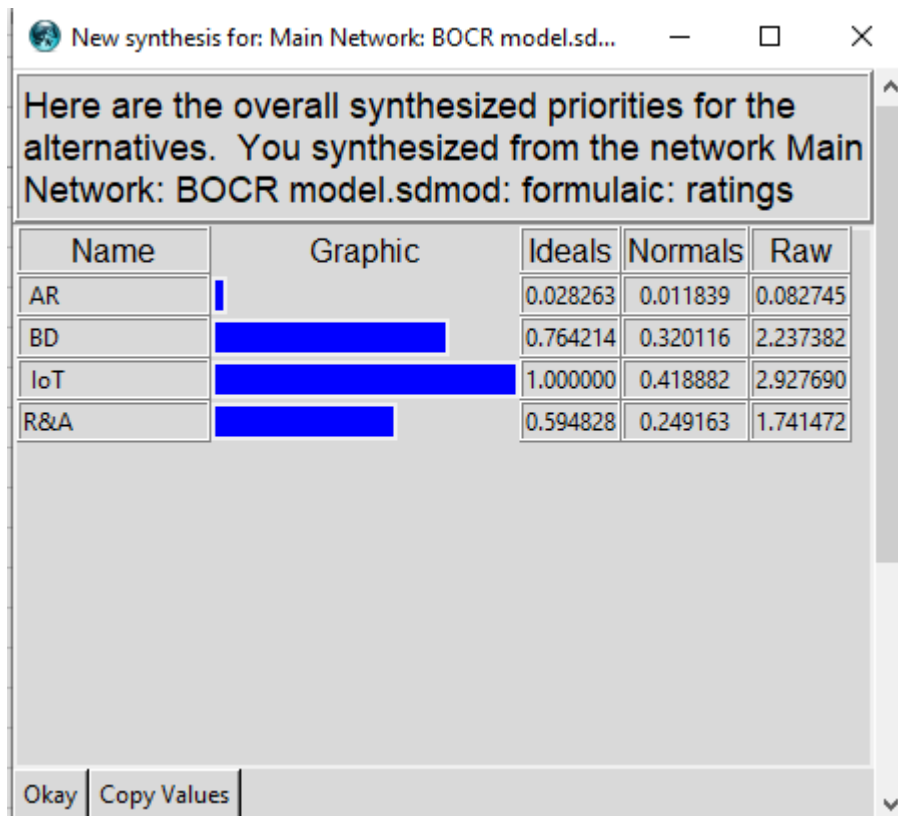 New synthesis for: Main Network: BOCR model.sd...
Here are the overall synthesized priorities for the
alternatives.  You synthesized from the network Main
Network: BOCR model.sdmod: formulaic: ratings
Name Graphic Ideals Normals Raw
AR 0.028263 0.011839 0.082745
BD 0.764214 0.320116 2.237382
IoT 1.000000 0.418882 2.927690
R&A 0.594828 0.249163 1.741472
Okay Copy Values